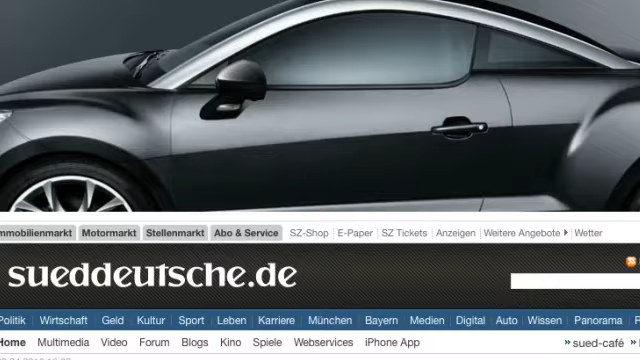 mmobilienmarkt Motormarkt Stellenmarkt Abo & Service SZ-Shop E-Paper SZ Tickets Anzeigen Weitere Angebote Wetter
sueddeutsche.de
Politik Wirtschaft Geld Kultur Sport Leben Karriere München Bayern Medien Digital Auto Wissen Panorama R
Home Multimedia Video Forum Blogs Kino Spiele Webservices iPhone App » sued-café »